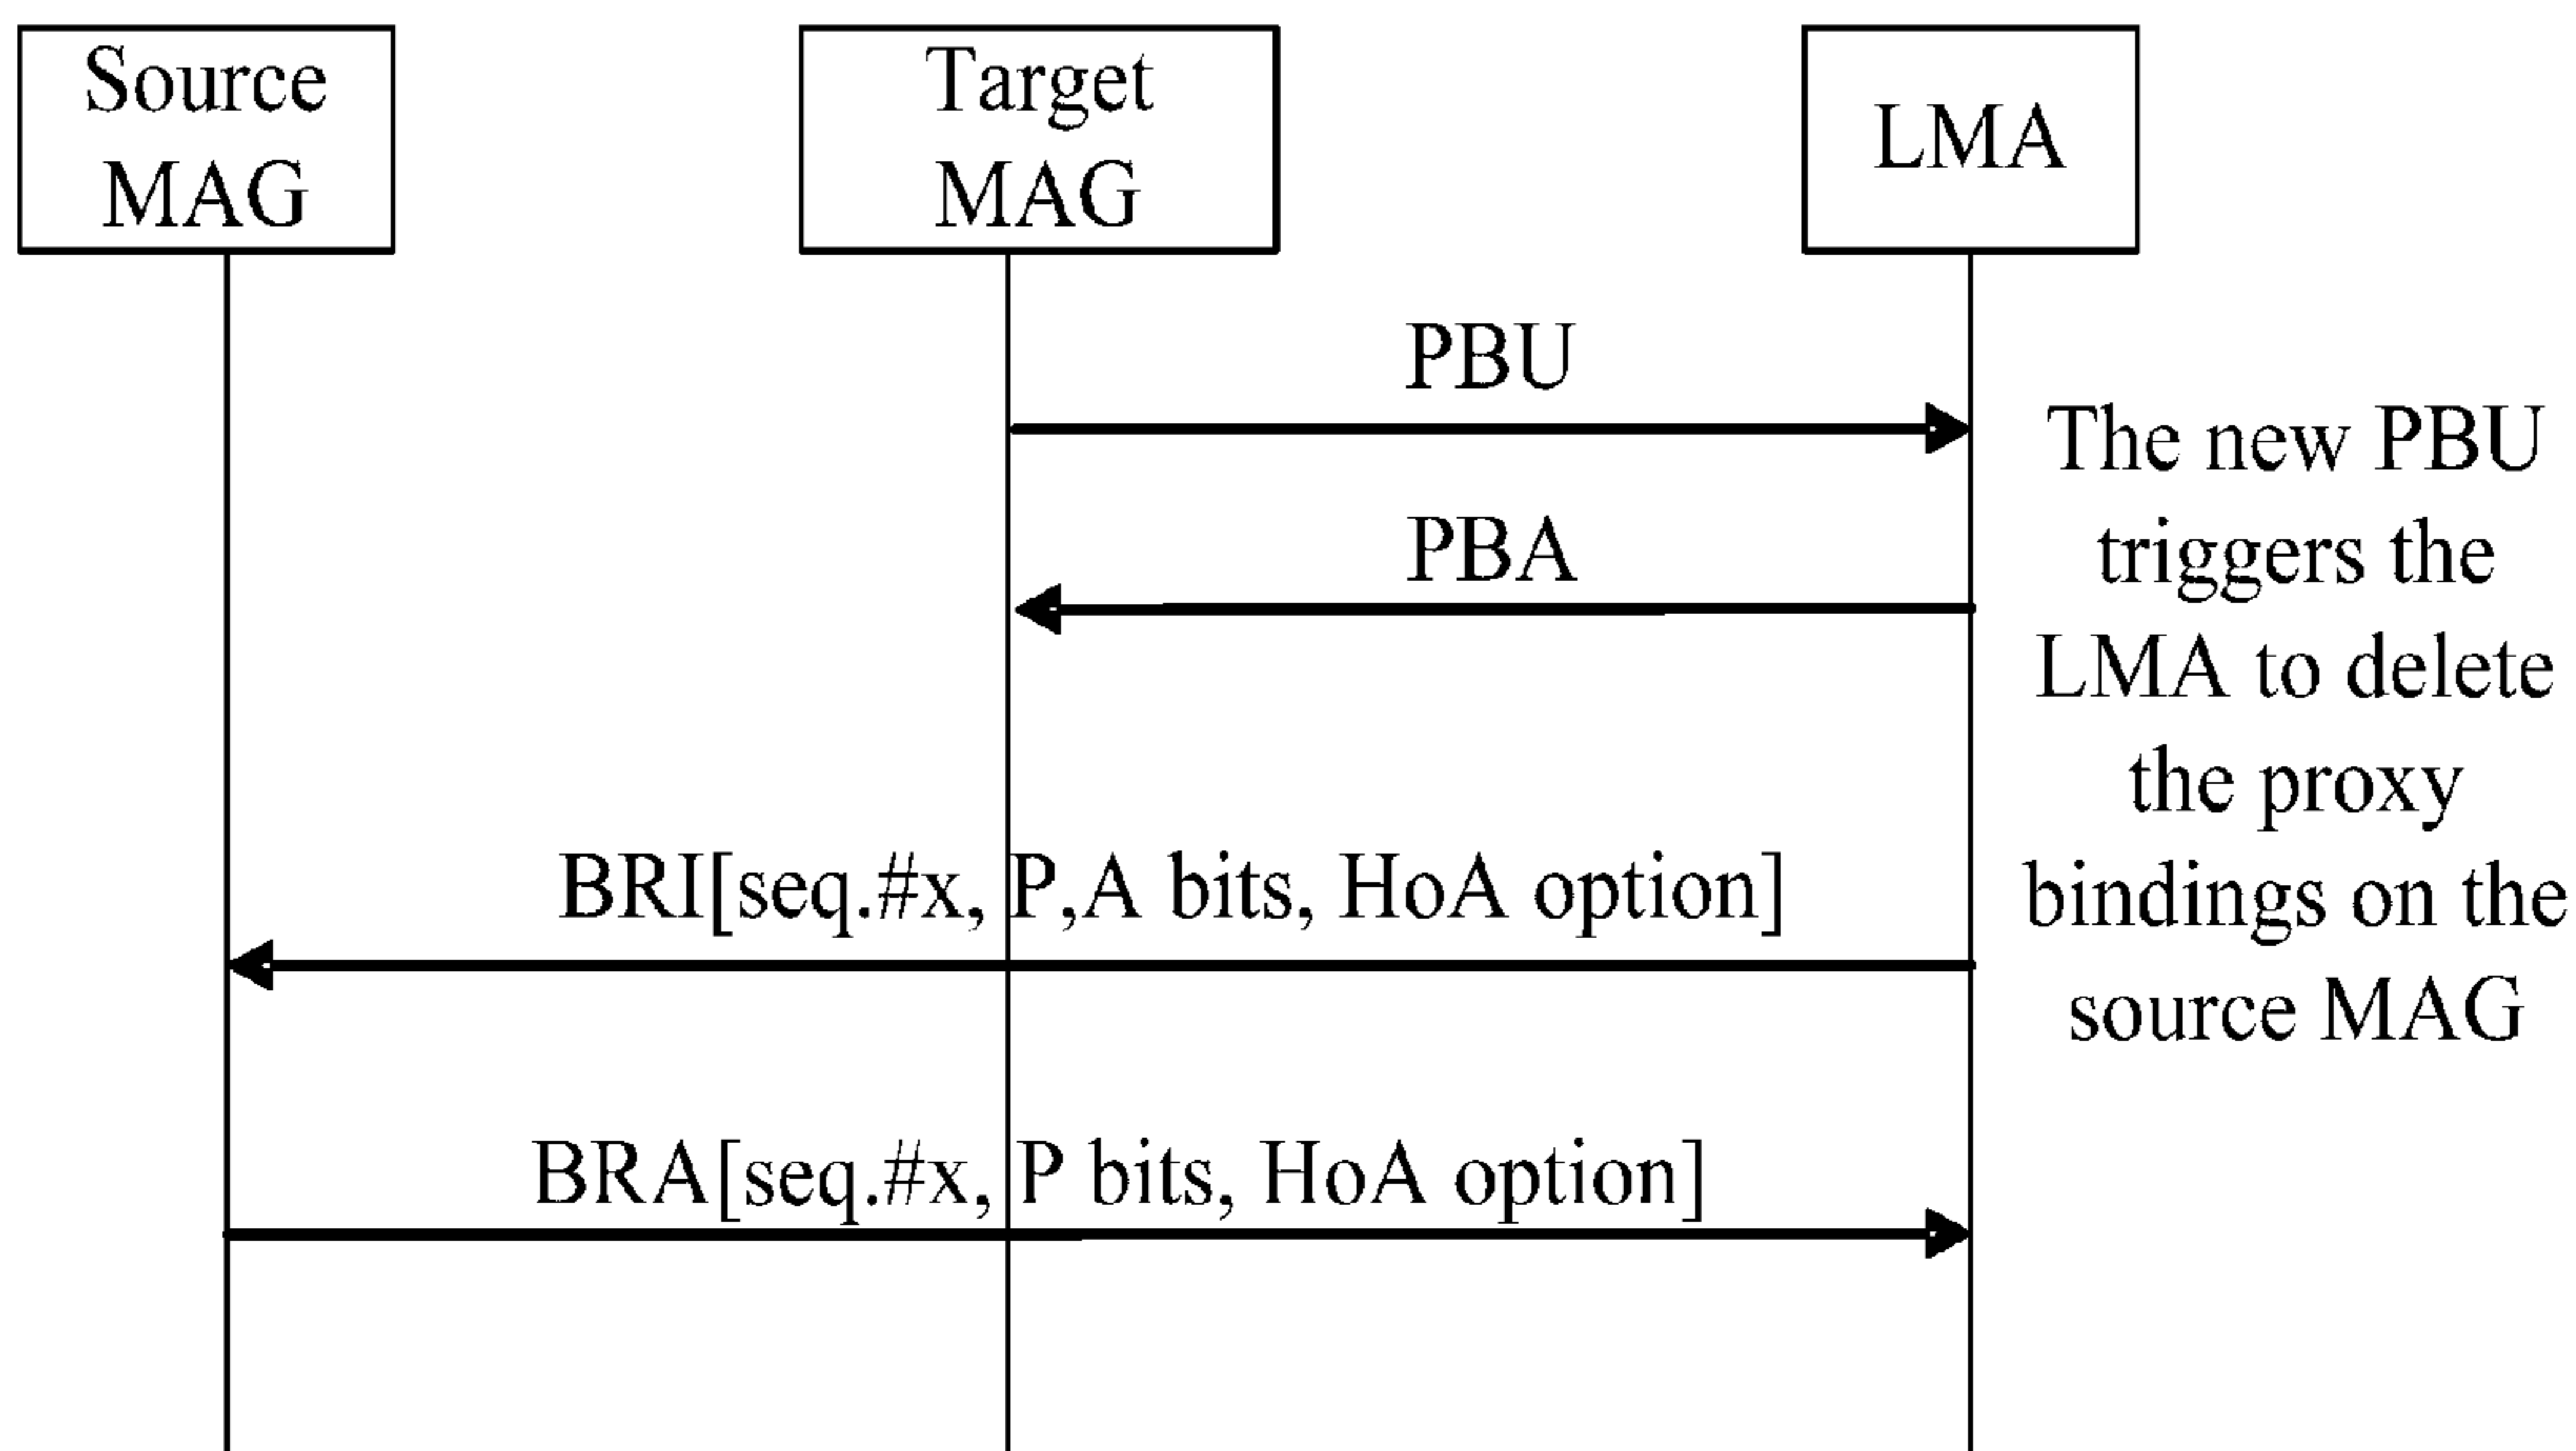 Source
MAG
Target
MAG
LMA
PBU
PBA
The new PBU
triggers the
LMA to delete
the proxy
bindings on the
source MAG
BRI[seq.#x, P,A bits, HoA option]
BRA[seq.#x, P bits, HoA option]